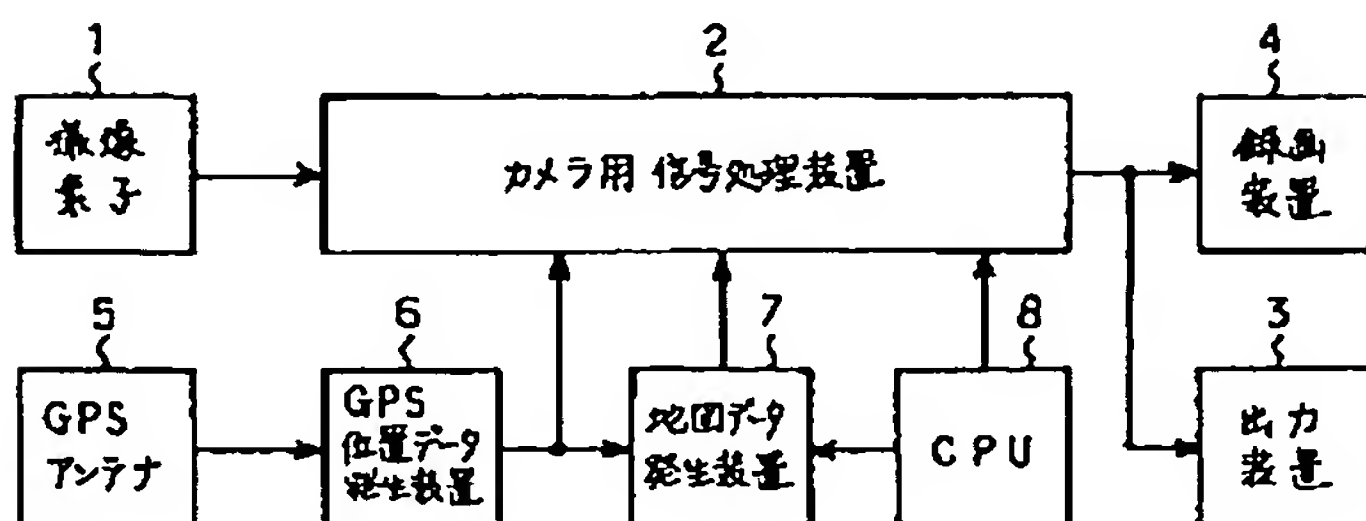 1
2
4
撮像
素子
カメラ用信号処理装置
録画
装置
5
6
7
8
3
GPS
アンテナ
GPS
位置データ
発生装置
地図データ
発生装置
CPU
出力
装置